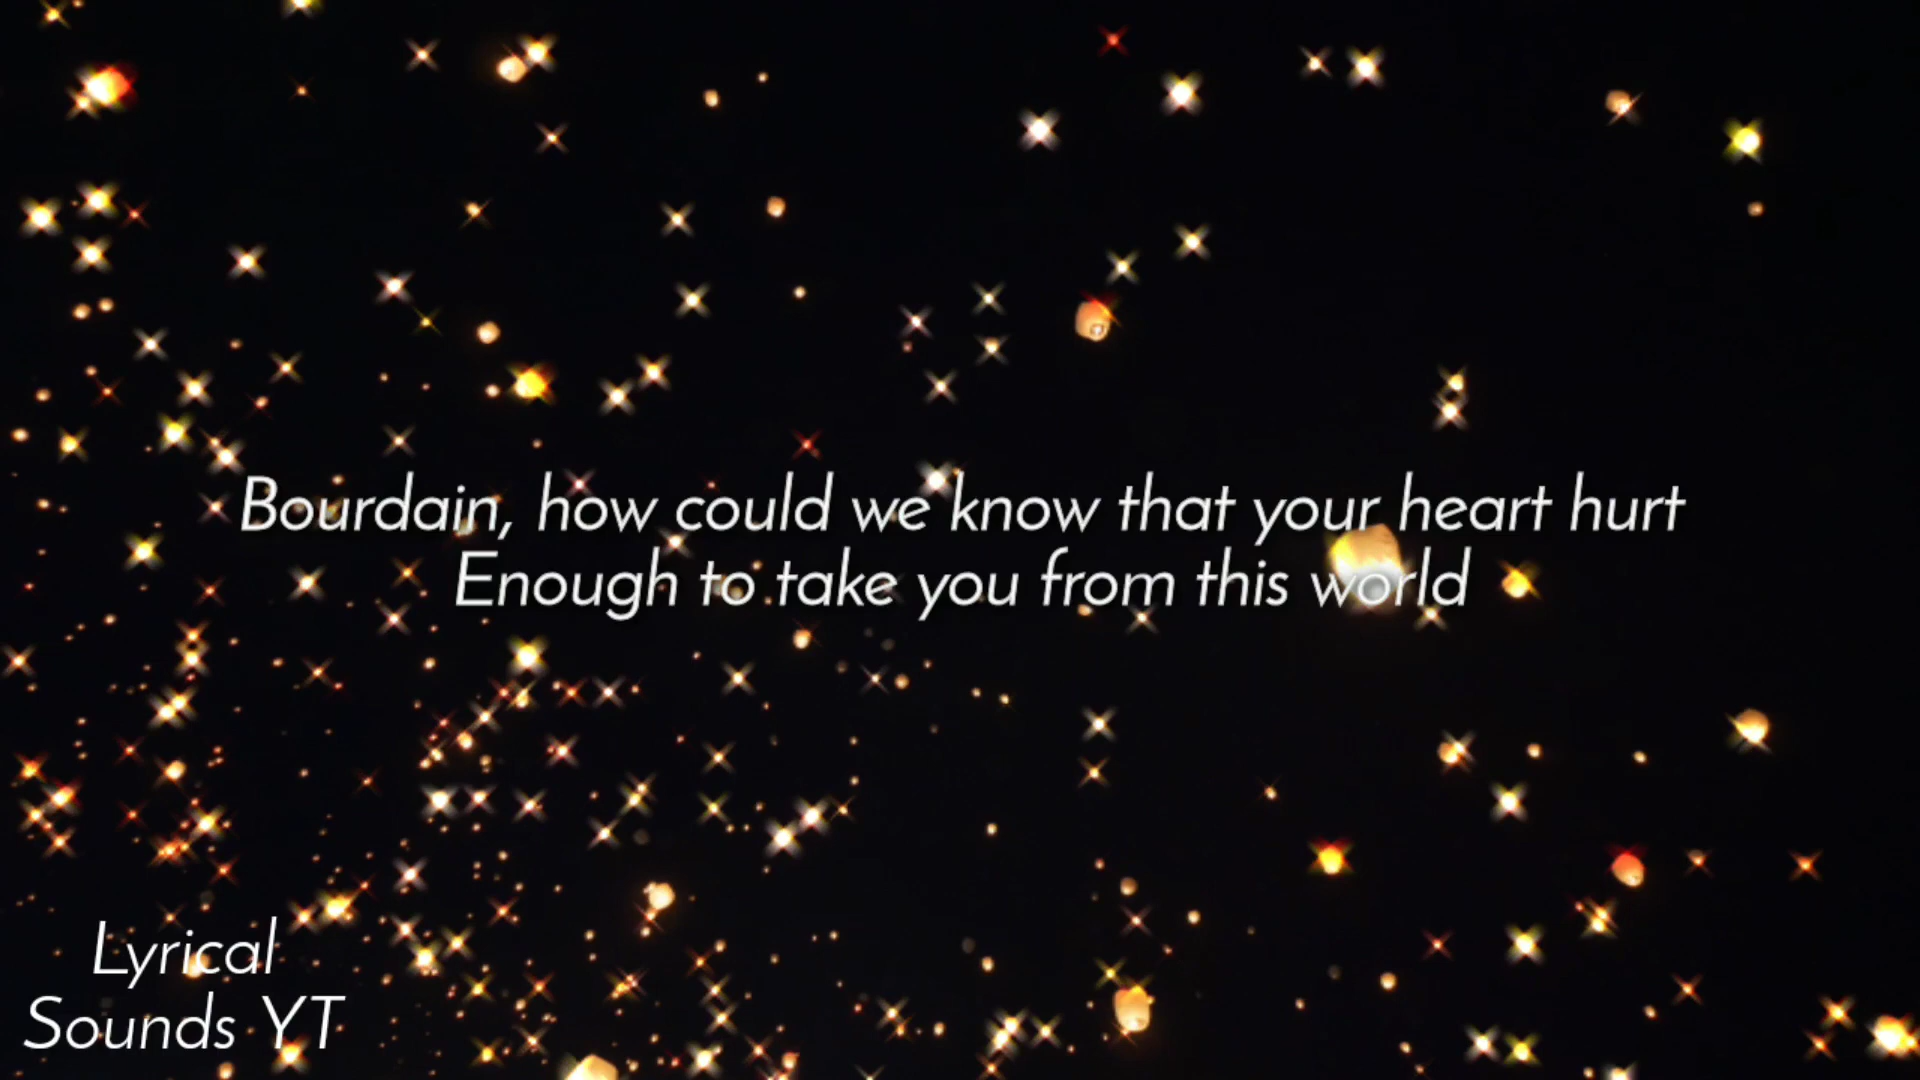 Bourdain, how could we know that your heart hurt
Enough to take you from this world
Lyrical
Sounds YT